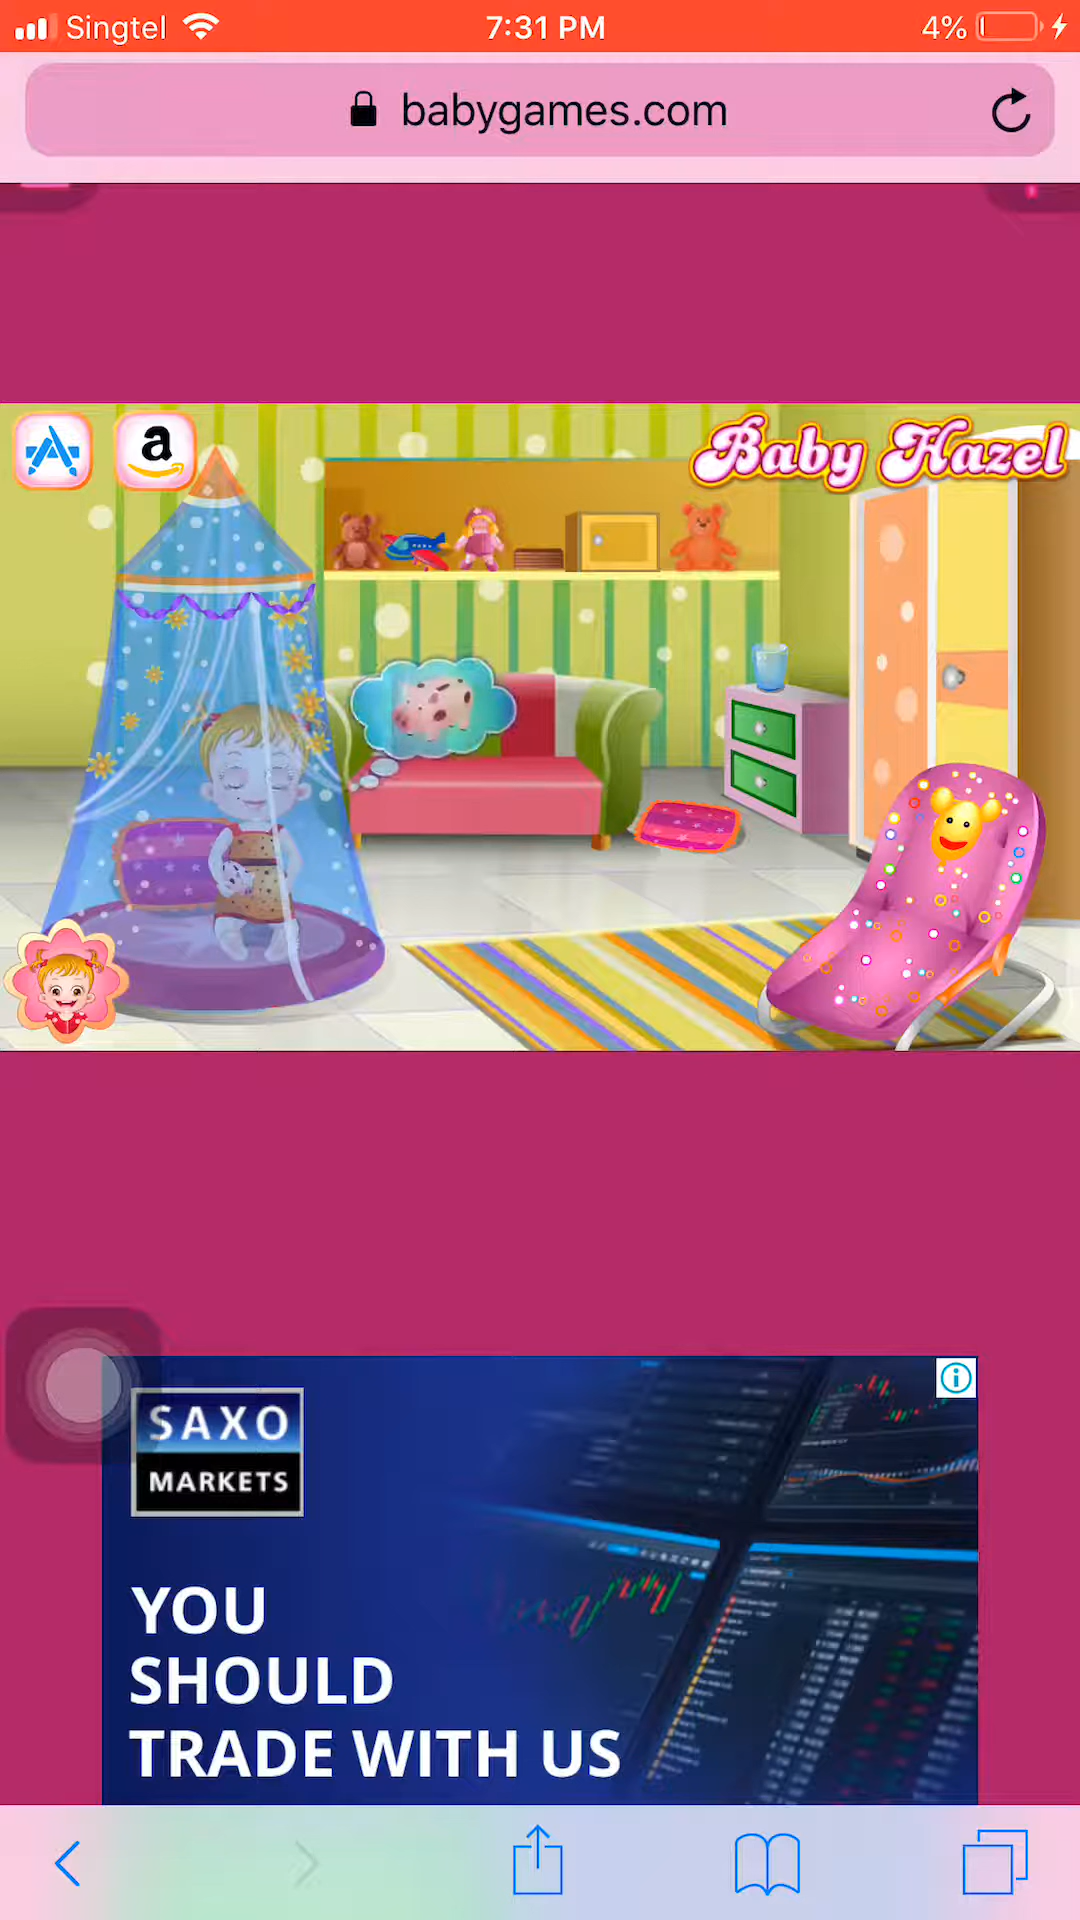 Singtel 7:31 PM 4%
babygames.com
a
Baby Hazel
SAXO
MARKETS
YOU
SHOULD
TRADE WITH US